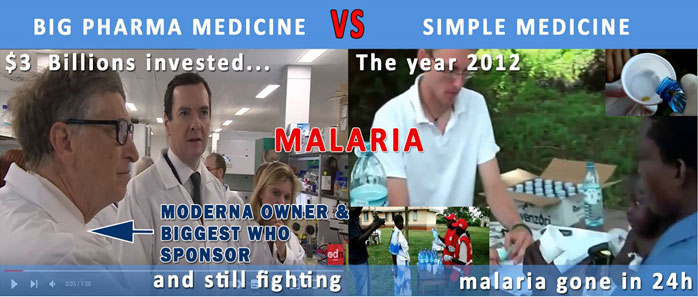 BIG PHARMA MEDICINE VS SIMPLE MEDICINE
$3 Billions invested...
The year 2012
MALARIA
MODERNA OWNER &
BIGGEST WHO
SPONSOR
and still fighting
malaria gone in 24h
0:05 / 1:38